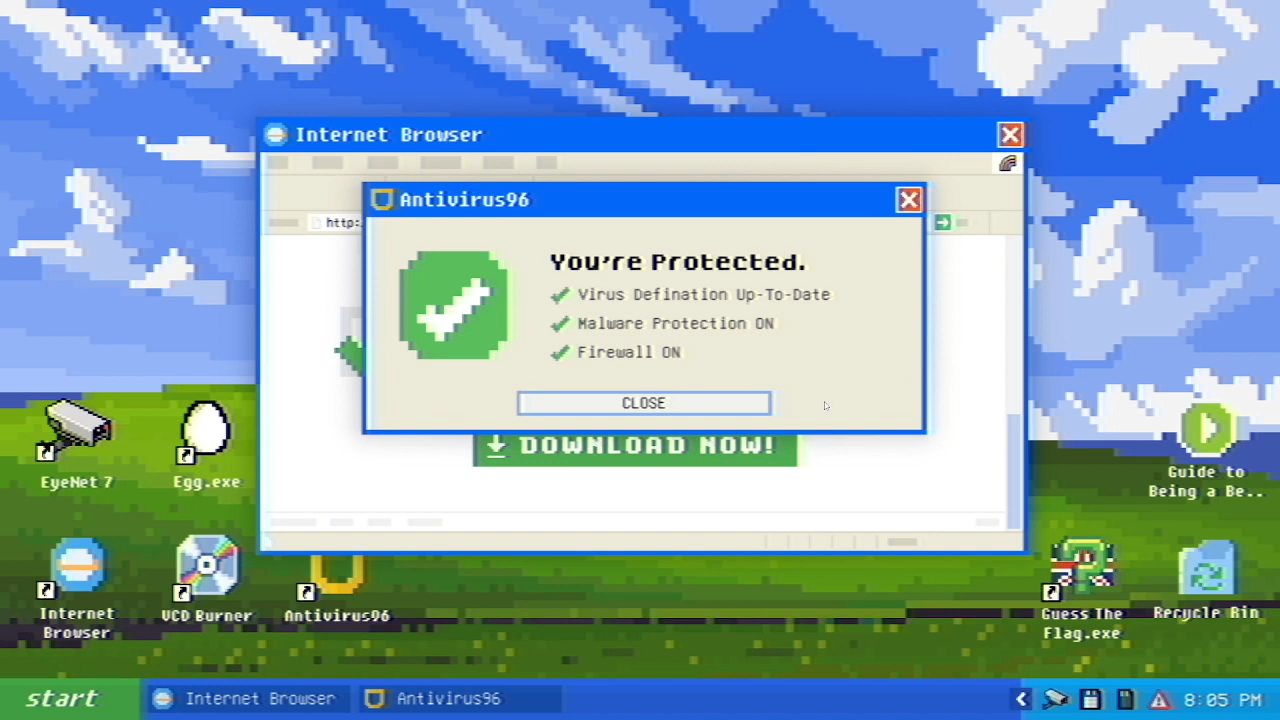 Internet Browser
Antivirus96
http:
You're Protected.
Virus Defination Up-To-Date
Malware Protection ON
Firewall ON
CLOSE
DOWNLOAD NOW!
EyeNet 7
Egg.exe
Guide to
Being a Be..
Internet
Browser
VCD Burner
Antivirus96
Guess The
Flag.exe
Recycle Bin
start
Internet Browser
Antivirus96
8:05 PM